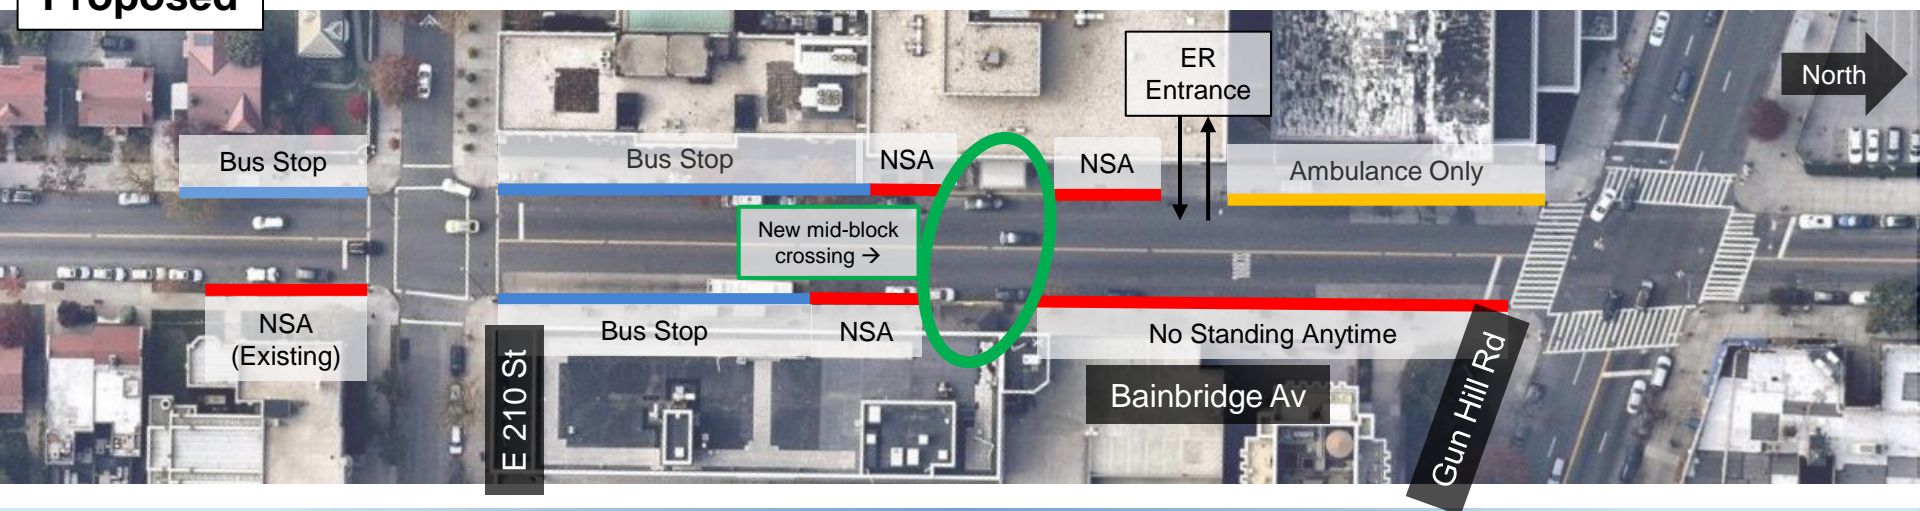 Proposed
ER
Entrance
North
Bus Stop
Bus Stop
NSA
NSA
Ambulance Only
New mid-block
crossing →
NSA
(Existing)
Bus Stop
NSA
No Standing Anytime
E 210 St
Bainbridge Av
Gun Hill Rd